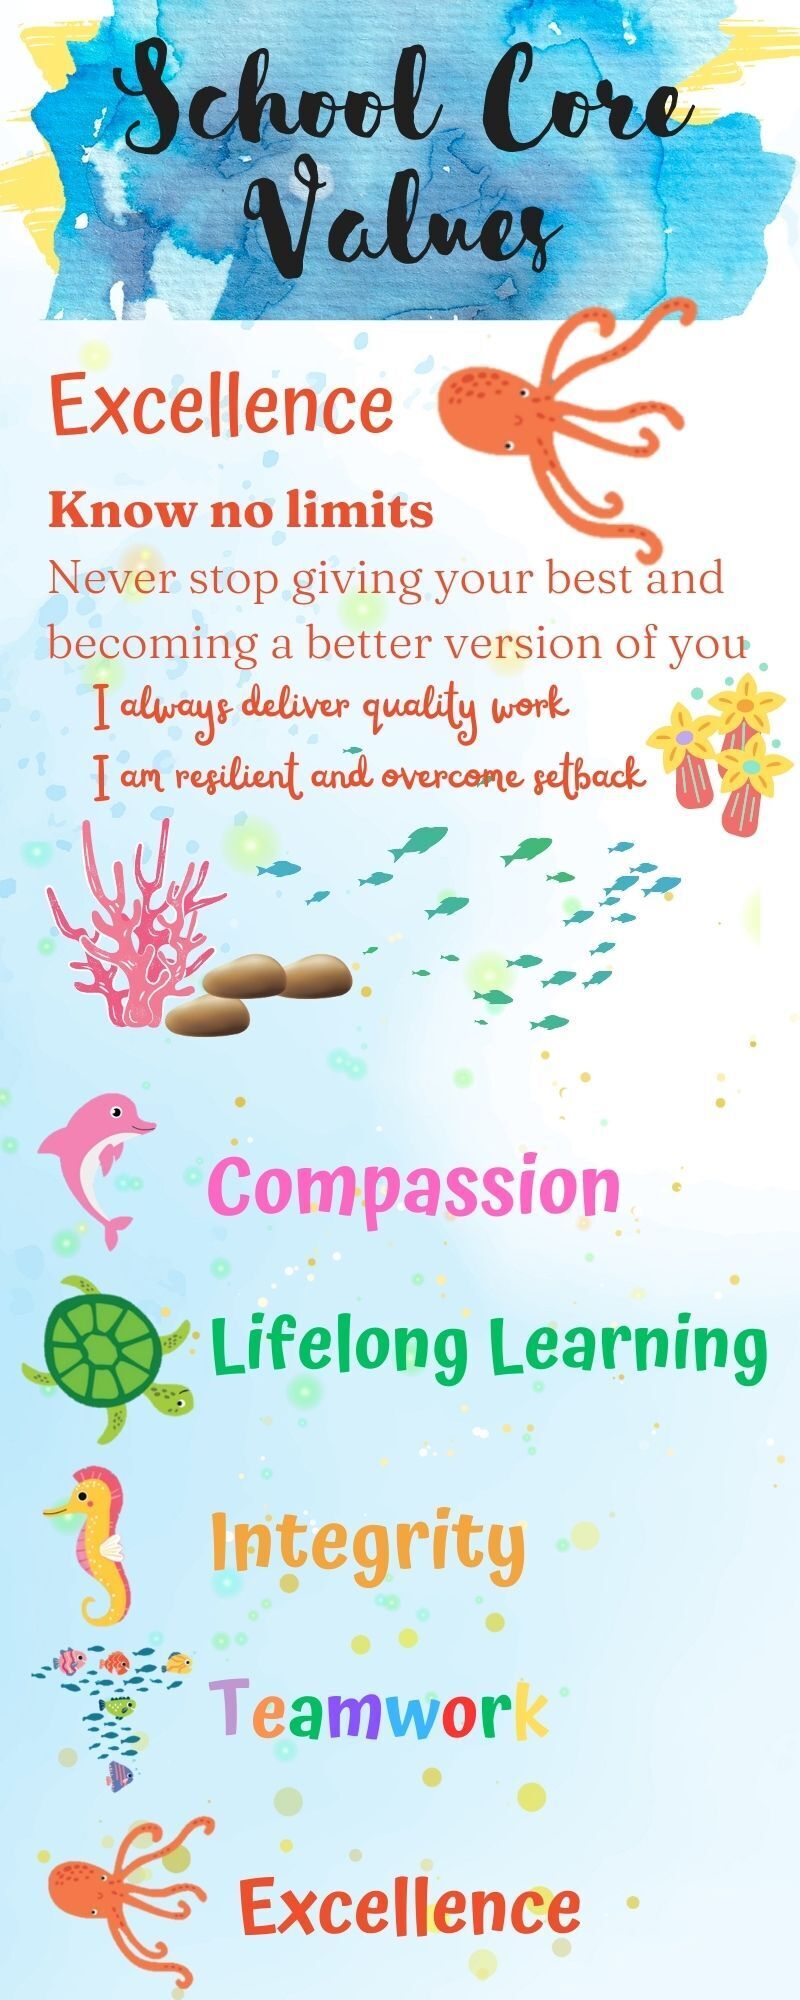 School Core
Values
Excellence
Know no limits
Never stop giving your best and
becoming a better version of you
I always deliver quality work
I am resilient and overcome setback
Compassion
Lifelong Learning
Integrity
Teamwork
Excellence